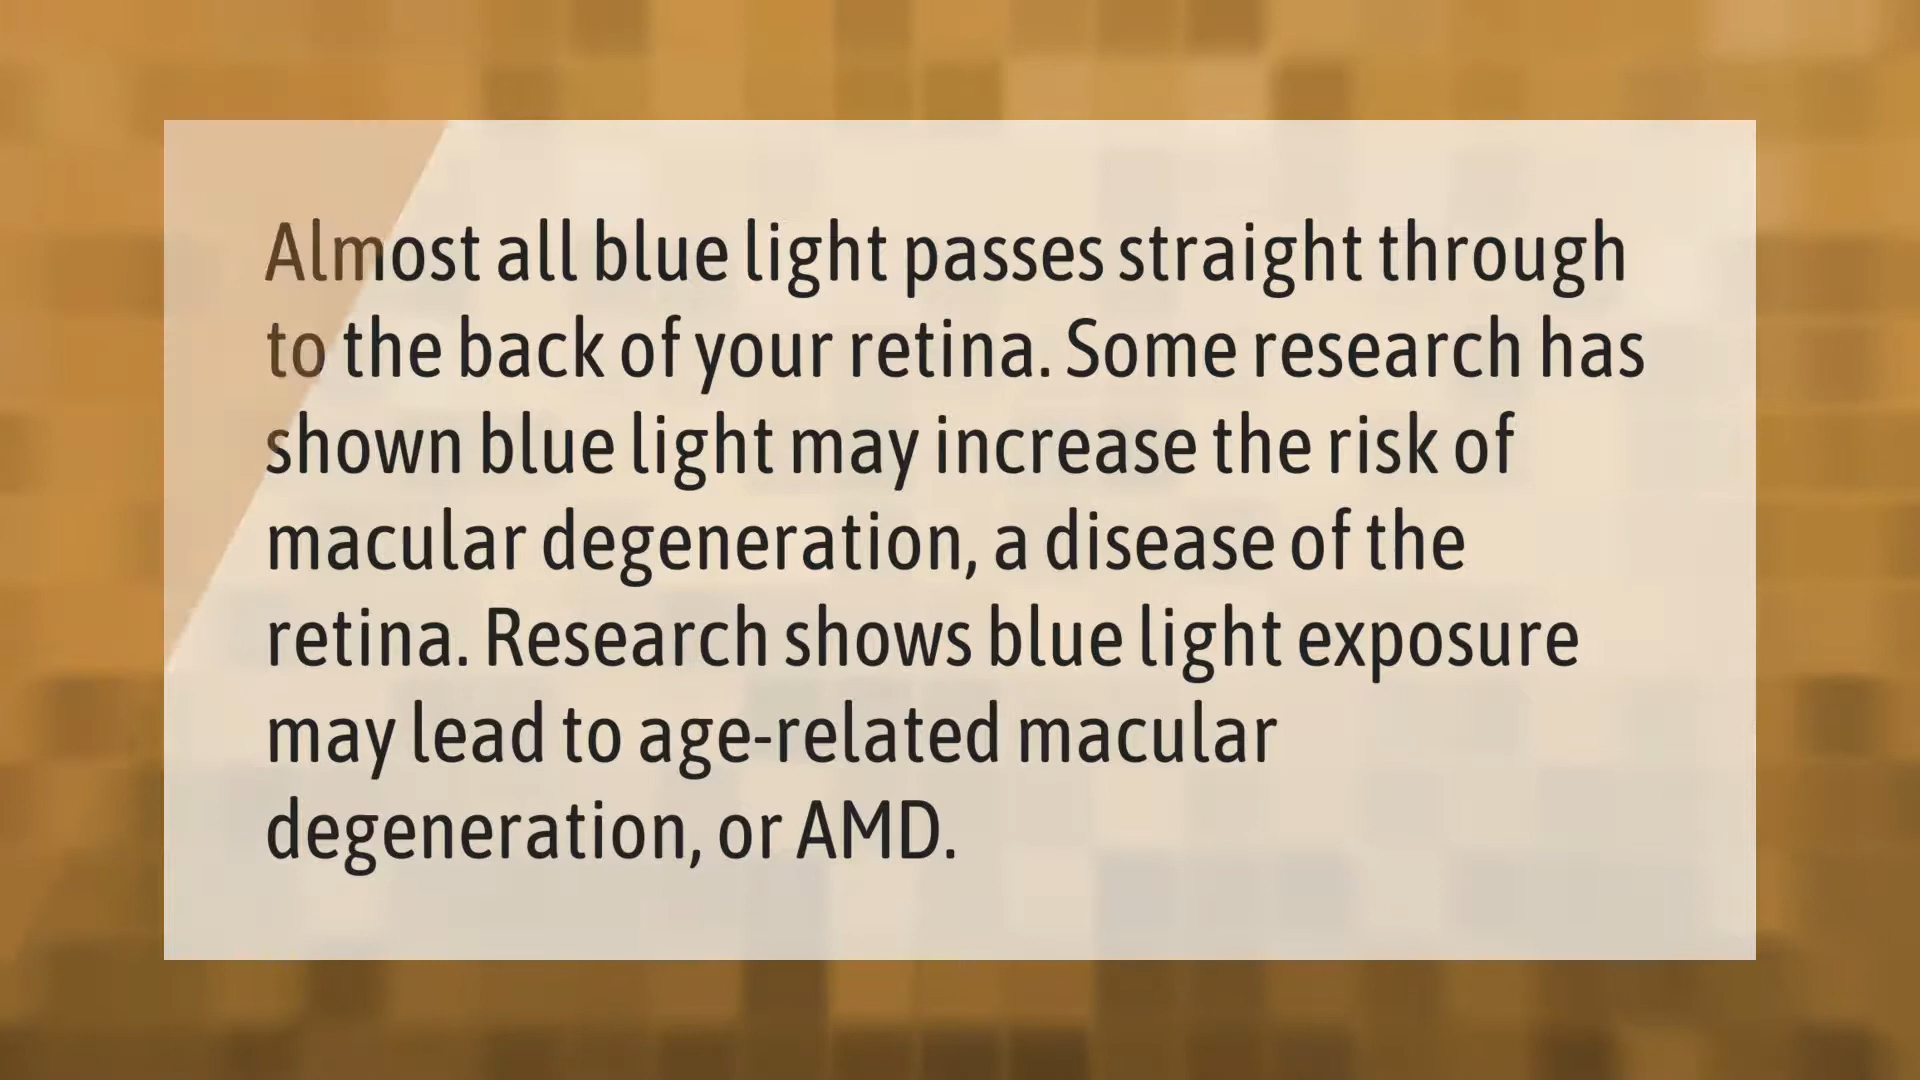 Almost all blue light passes straight through
to the back of your retina. Some research has
shown blue light may increase the risk of
macular degeneration, a disease of the
retina. Research shows blue light exposure
may lead to age-related macular
degeneration, or AMD.